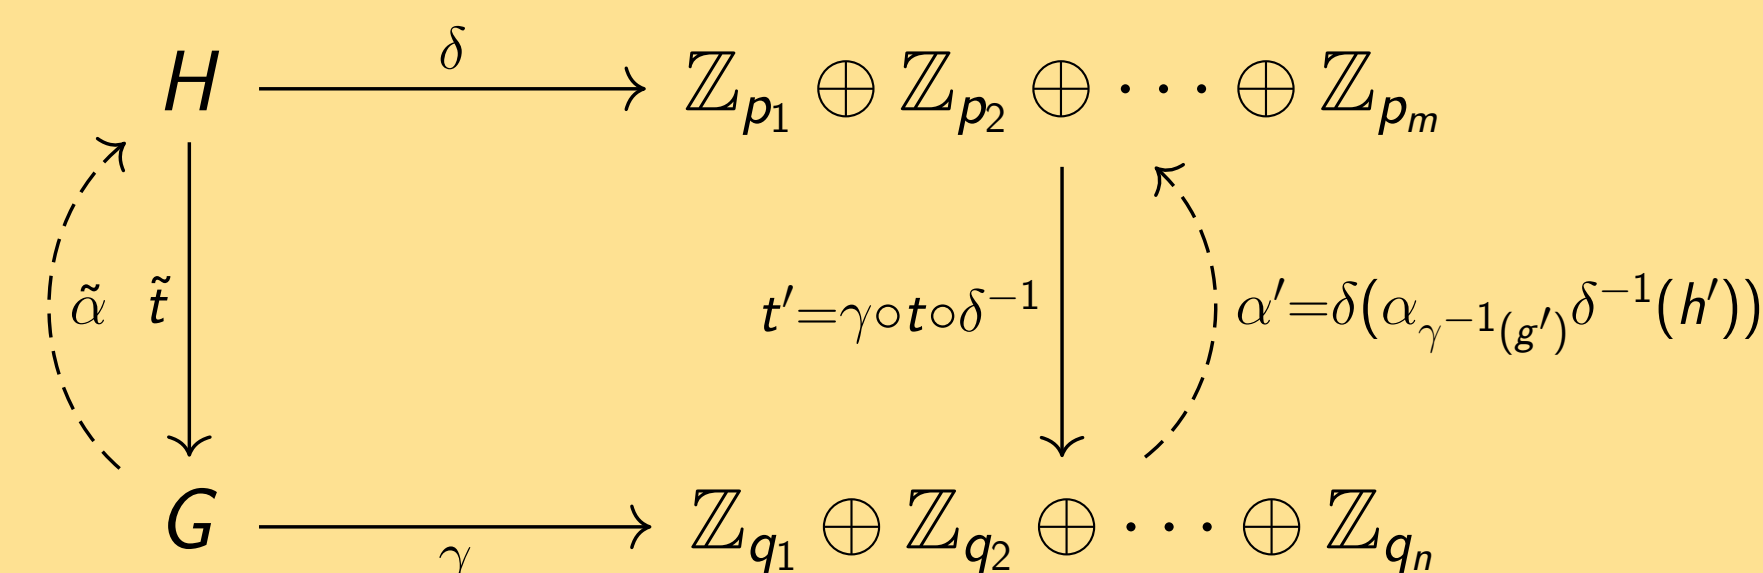 δ
H ℤ_{p_1} ⊕ ℤ_{p_2} ⊕ ··· ⊕ ℤ_{p_m}
α̃ t̃ t′=γ∘t∘δ^{−1} α′=δ(α_{γ^{−1}(g′)}δ^{−1}(h′))
G ℤ_{q_1} ⊕ ℤ_{q_2} ⊕ ··· ⊕ ℤ_{q_n}
γ